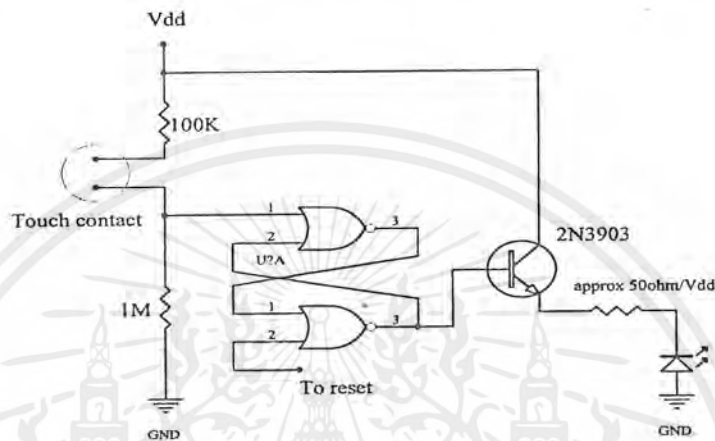 Vdd
100K
Touch contact
1
3
2
U?A
2N3903
approx 50ohm/Vdd
1M
1
3
2
To reset
GND
GND